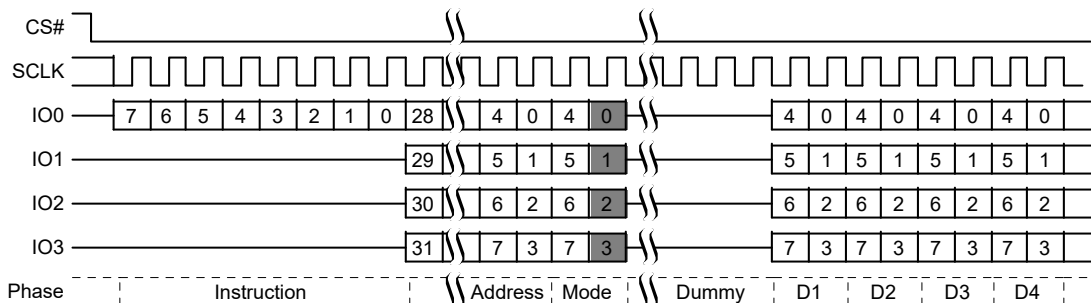 CS#
SCLK
IO0 7 6 5 4 3 2 1 0 28 4 0 4 0 4 0 4 0 4 0 4 0
IO1 29 5 1 5 1 5 1 5 1 5 1 5 1
IO2 30 6 2 6 2 6 2 6 2 6 2 6 2
IO3 31 7 3 7 3 7 3 7 3 7 3 7 3
Phase Instruction Address Mode Dummy D1 D2 D3 D4